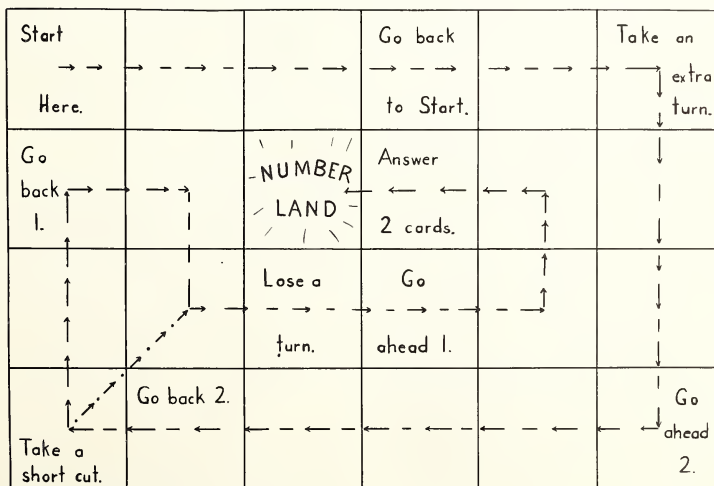 Start
Here.
Go back
to Start.
Take an
extra
turn.
Go
back
1.
NUMBER
LAND
Answer
2 cards.
Lose a
turn.
Go
ahead 1.
Take a
short cut.
Go back 2.
Go
ahead
2.